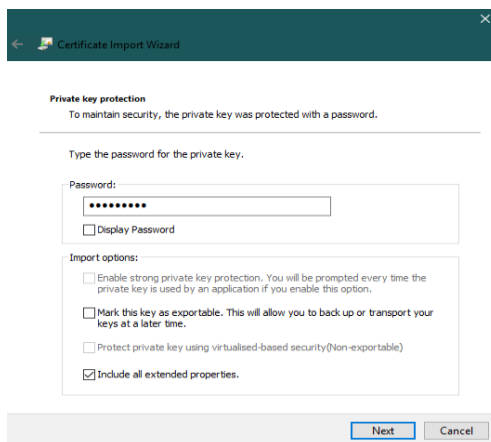 Certificate Import Wizard
Private key protection
To maintain security, the private key was protected with a password.
Type the password for the private key.
Password:
•••••••••
Display Password
Import options:
Enable strong private key protection. You will be prompted every time the
private key is used by an application if you enable this option.
Mark this key as exportable. This will allow you to back up or transport your
keys at a later time.
Protect private key using virtualised-based security(Non-exportable)
Include all extended properties.
Next Cancel